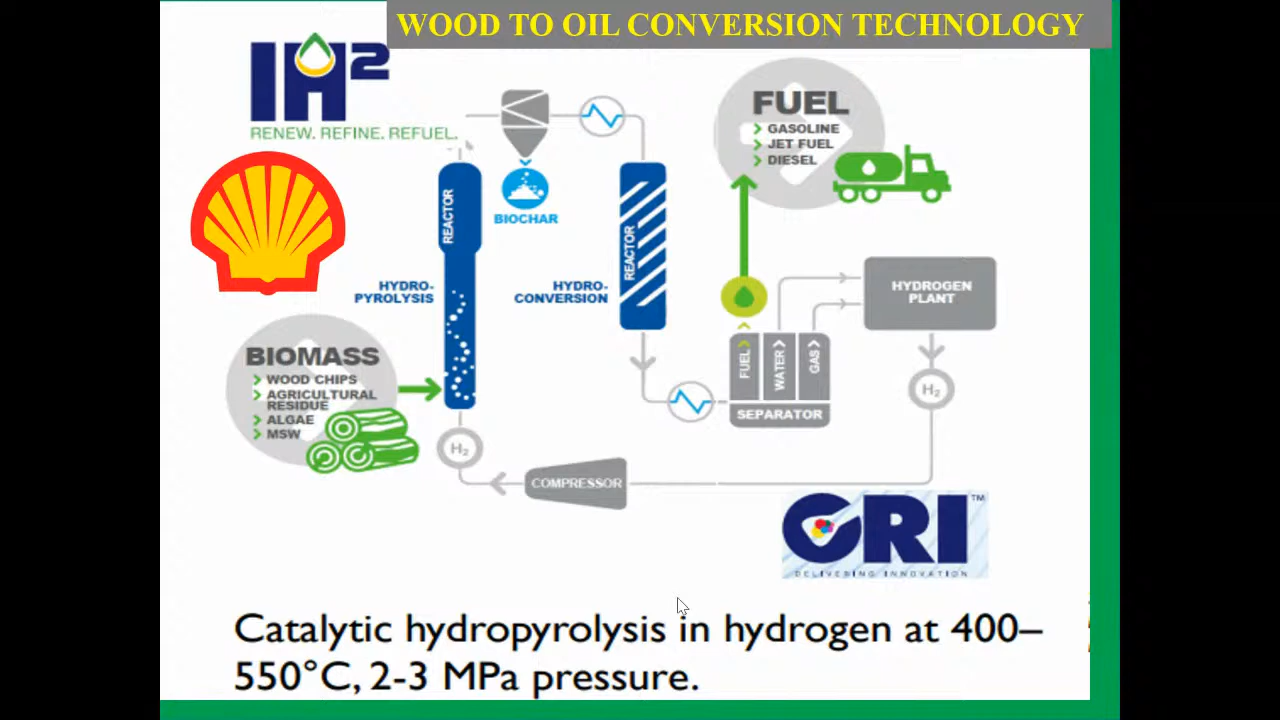 WOOD TO OIL CONVERSION TECHNOLOGY
IH²
RENEW. REFINE. REFUEL.
FUEL
GASOLINE
JET FUEL
DIESEL
REACTOR
BIOCHAR
REACTOR
HYDRO-
PYROLYSIS
HYDRO-
CONVERSION
HYDROGEN
PLANT
BIOMASS
WOOD CHIPS
AGRICULTURAL
RESIDUE
ALGAE
MSW
FUEL
WATER
GAS
SEPARATOR
H₂
H₂
COMPRESSOR
CRI™
DELIVERING INNOVATION
Catalytic hydropyrolysis in hydrogen at 400–
550°C, 2-3 MPa pressure.